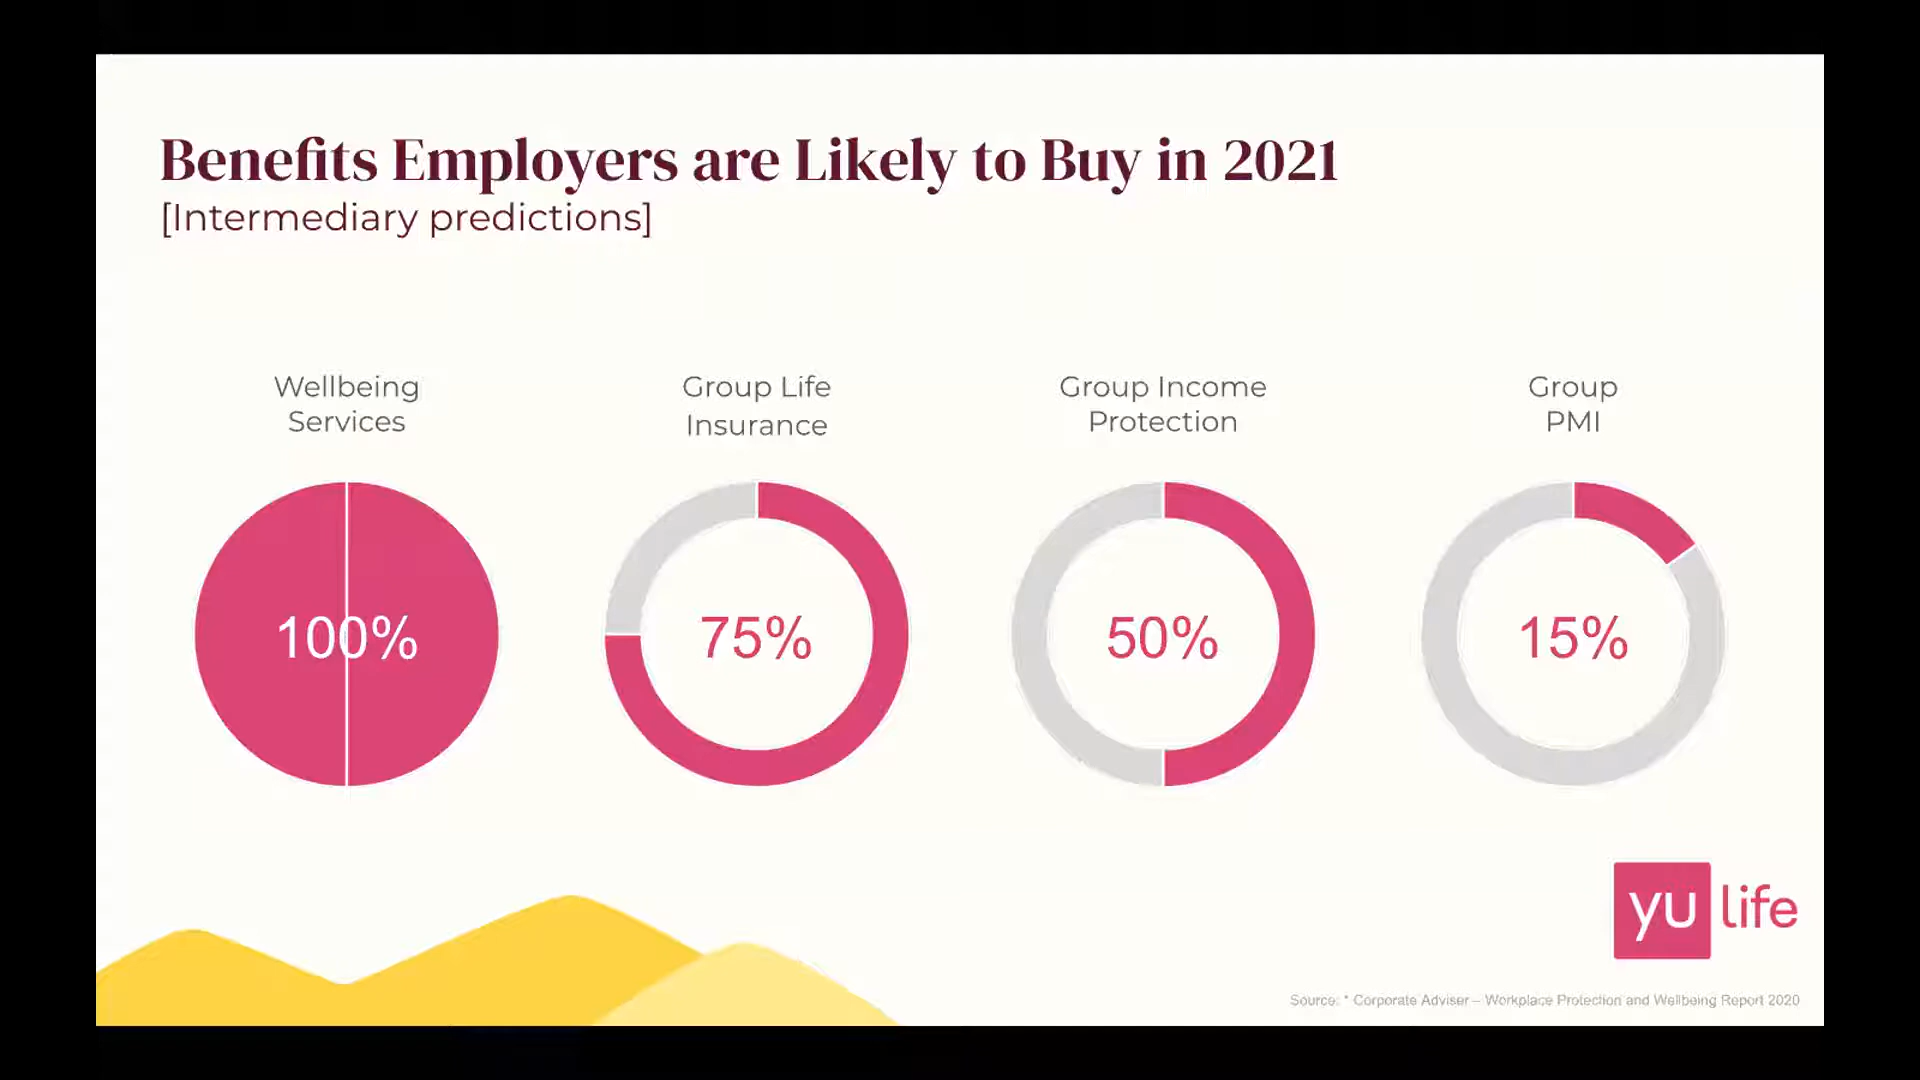 Benefits Employers are Likely to Buy in 2021
[Intermediary predictions]
Wellbeing
Services
Group Life
Insurance
Group Income
Protection
Group
PMI
100%
75%
50%
15%
yu life
Source: * Corporate Adviser – Workplace Protection and Wellbeing Report 2020